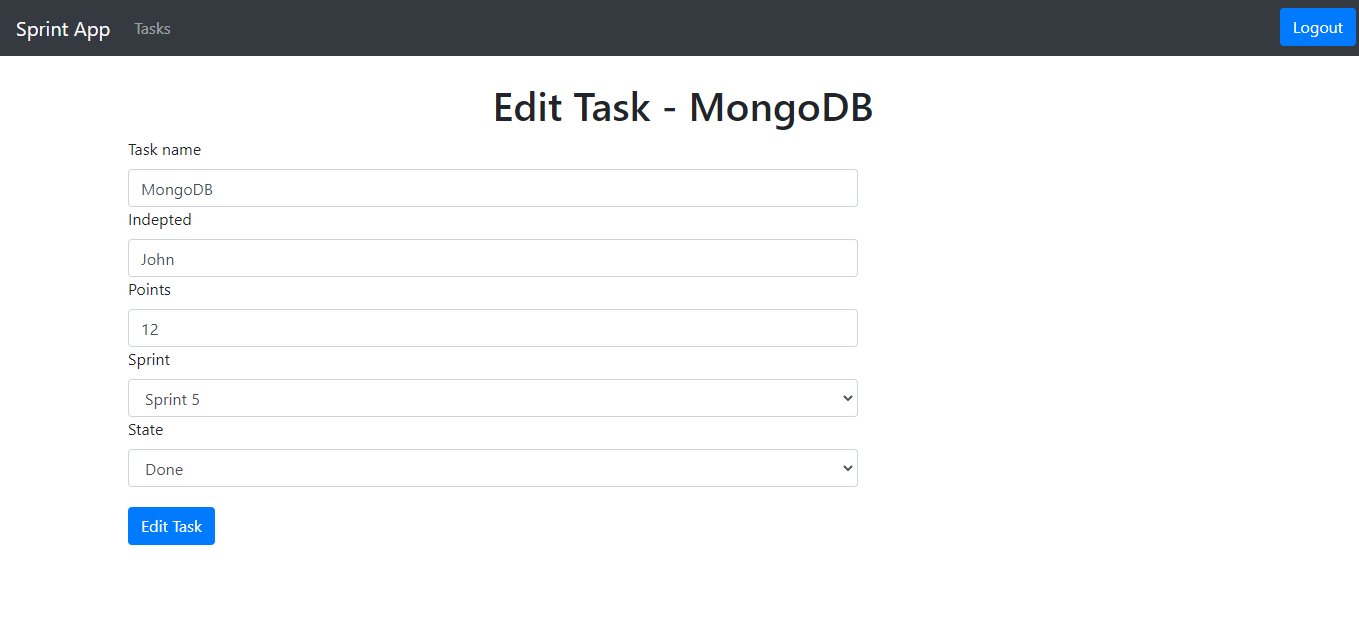 Sprint App Tasks Logout
Edit Task - MongoDB
Task name
MongoDB
Indepted
John
Points
12
Sprint
Sprint 5
State
Done
Edit Task